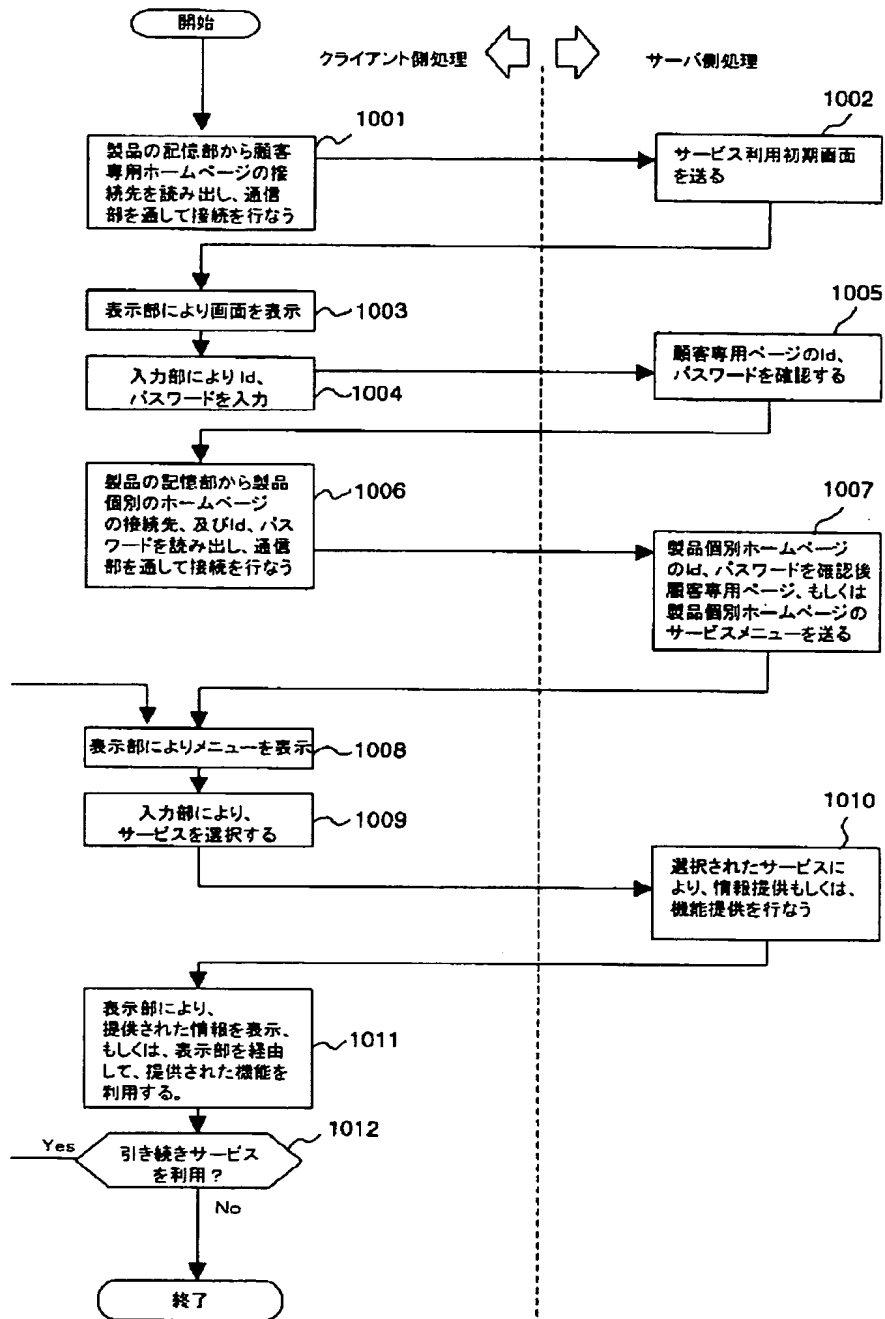 開始
クライアント側処理
サーバ側処理
1001
製品の記憶部から顧客
専用ホームページの接
続先を読み出し、通信
部を通して接続を行なう
1002
サービス利用初期画面
を送る
表示部により画面を表示
1003
入力部により Id、
パスワードを入力
1004
1005
顧客専用ページのId、
パスワードを確認する
製品の記憶部から製品
個別のホームページ
の接続先、及びId、パス
ワードを読み出し、通信
部を通して接続を行なう
1006
1007
製品個別ホームページ
のId、パスワードを確認後
顧客専用ページ、もしくは
製品個別ホームページの
サービスメニューを送る
表示部によりメニューを表示
1008
入力部により、
サービスを選択する
1009
1010
選択されたサービスに
より、情報提供もしくは、
機能提供を行なう
表示部により、
提供された情報を表示、
もしくは、表示部を経由
して、提供された機能を
利用する。
1011
1012
Yes
引き続きサービス
を利用？
No
終了